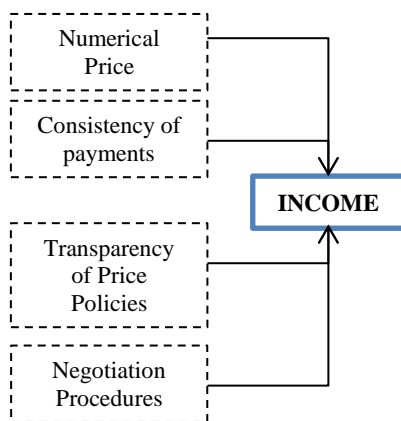 Numerical
Price
Consistency of
payments
INCOME
Transparency
of Price
Policies
Negotiation
Procedures